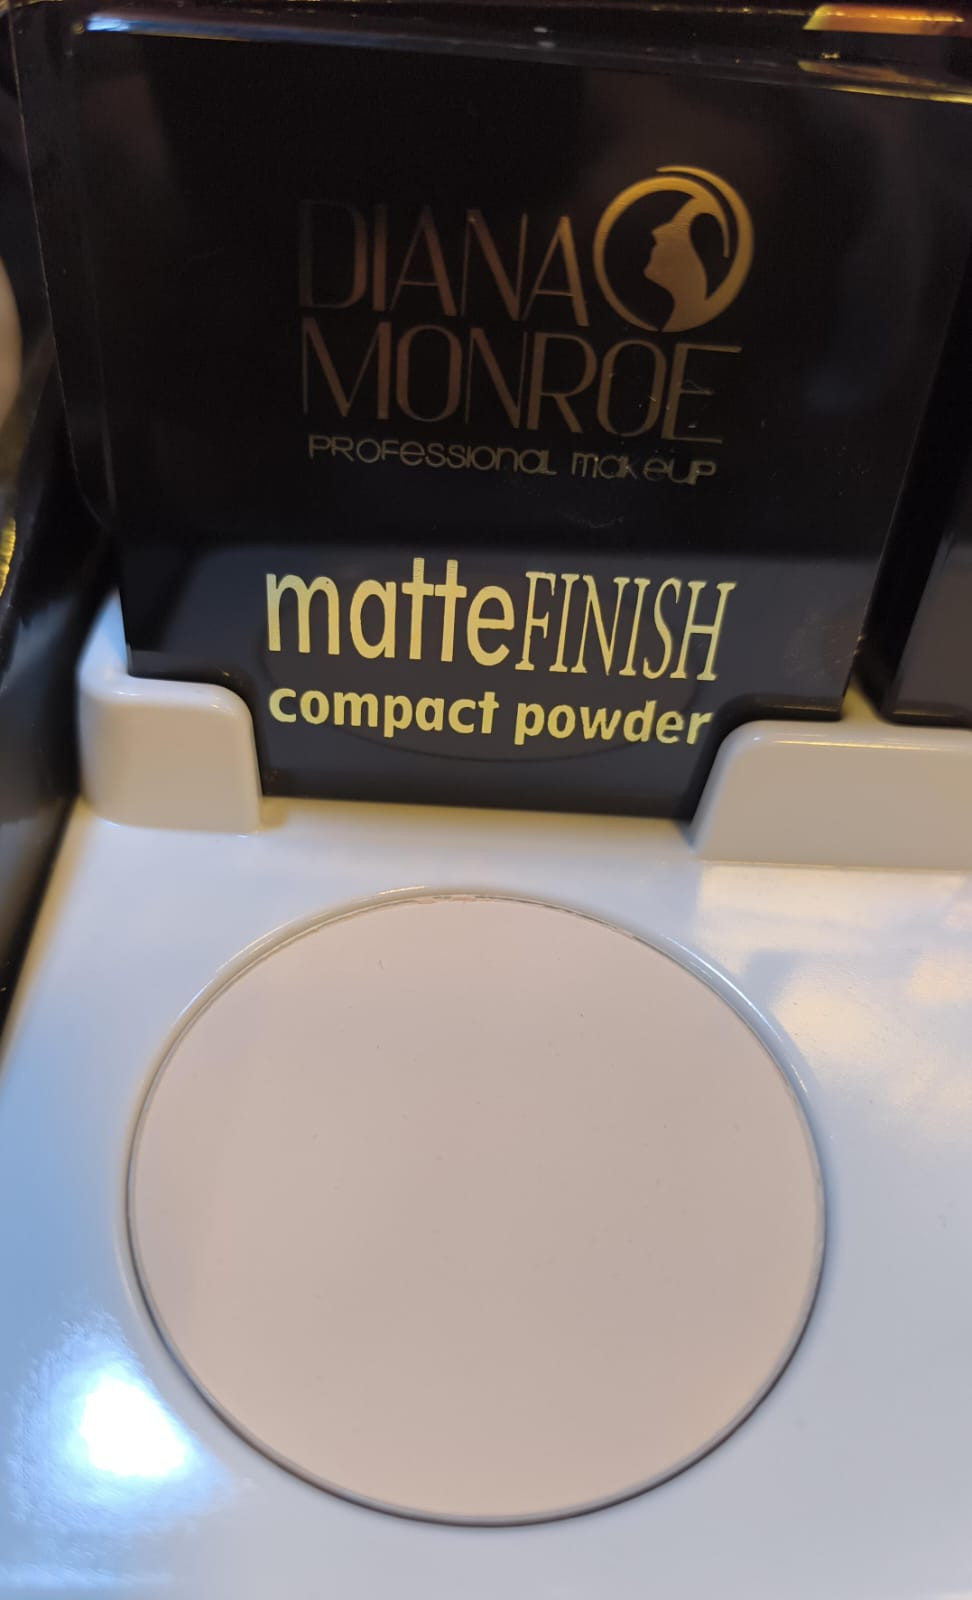 DIANA
MONROE
PROFESSIONAL makeUP
matteFINISH
compact powder